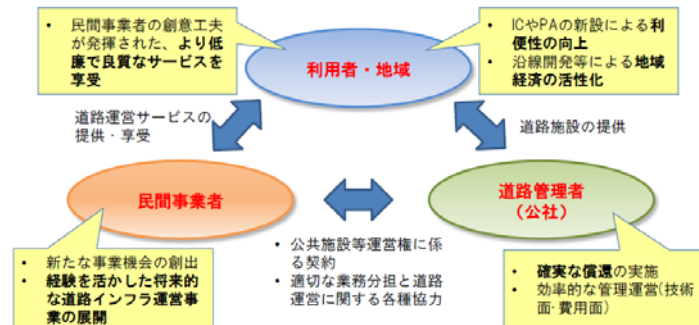 • 民間事業者の創意工夫
が発揮された、より低
廉で良質なサービスを
享受
• ICやPAの新設による利
便性の向上
• 沿線開発等による地域
経済の活性化
利用者・地域
道路運営サービスの
提供・享受
道路施設の提供
民間事業者
道路管理者
（公社）
• 新たな事業機会の創出
• 経験を活かした将来的
な道路インフラ運営事
業の展開
• 公共施設等運営権に係
る契約
• 適切な業務分担と道路
運営に関する各種協力
• 確実な償還の実施
• 効率的な管理運営(技術
面・費用面)